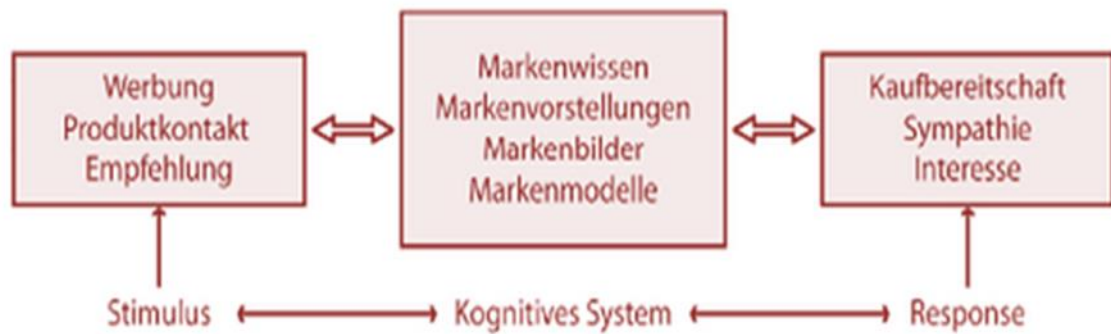 Werbung
Produktkontakt
Empfehlung
Markenwissen
Markenvorstellungen
Markenbilder
Markenmodelle
Kaufbereitschaft
Sympathie
Interesse
Stimulus
Kognitives System
Response